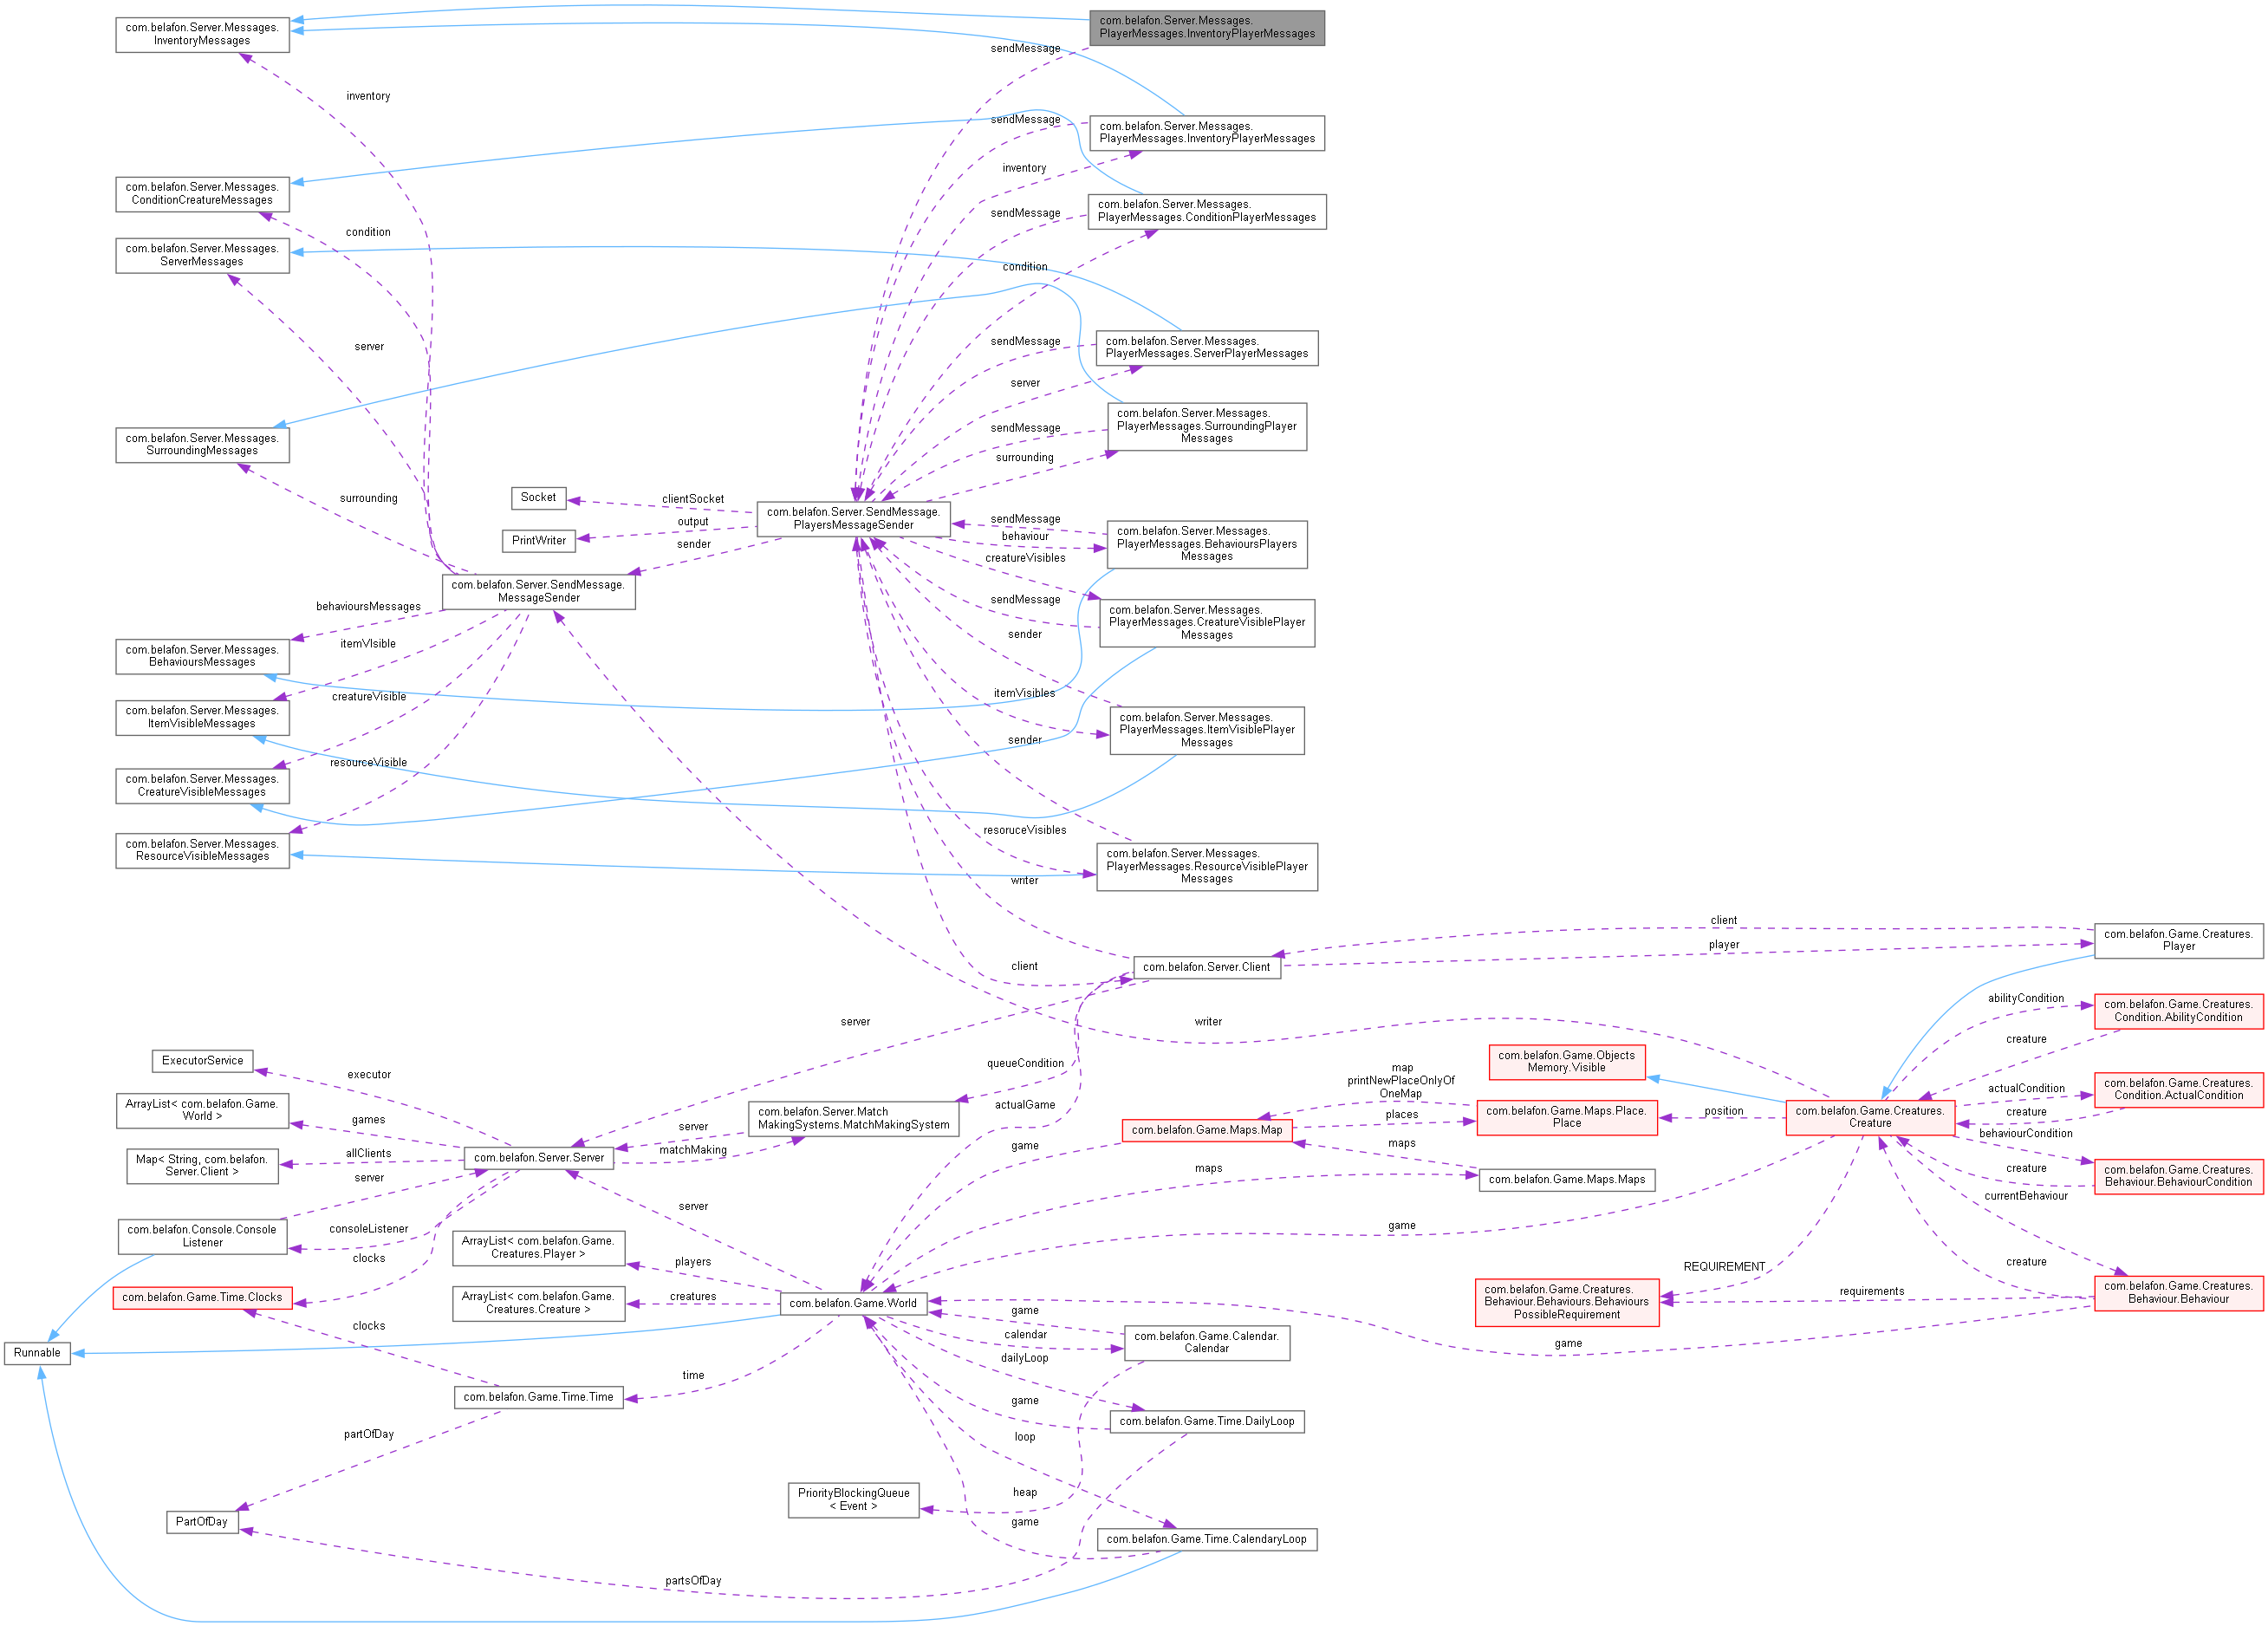 com.belafon.Server.Messages.
InventoryMessages
com.belafon.Server.Messages.
PlayerMessages.InventoryPlayerMessages
sendMessage
inventory
com.belafon.Server.Messages.
PlayerMessages.InventoryPlayerMessages
sendMessage
inventory
com.belafon.Server.Messages.
ConditionCreatureMessages
com.belafon.Server.Messages.
PlayerMessages.ConditionPlayerMessages
sendMessage
condition
com.belafon.Server.Messages.
ServerMessages
condition
server
com.belafon.Server.Messages.
PlayerMessages.ServerPlayerMessages
sendMessage
server
com.belafon.Server.Messages.
SurroundingMessages
com.belafon.Server.Messages.
PlayerMessages.SurroundingPlayer
Messages
sendMessage
surrounding
surrounding
Socket
clientSocket
output
PrintWriter
sender
com.belafon.Server.SendMessage.
PlayersMessageSender
sendMessage
behaviour
creatureVisibles
com.belafon.Server.Messages.
PlayerMessages.BehavioursPlayers
Messages
com.belafon.Server.SendMessage.
MessageSender
behavioursMessages
sendMessage
com.belafon.Server.Messages.
PlayerMessages.CreatureVisiblePlayer
Messages
sender
com.belafon.Server.Messages.
BehavioursMessages
itemVIsible
creatureVisible
itemVisibles
com.belafon.Server.Messages.
ItemVisibleMessages
com.belafon.Server.Messages.
PlayerMessages.ItemVisiblePlayer
Messages
sender
resourceVisible
com.belafon.Server.Messages.
CreatureVisibleMessages
resoruceVisibles
com.belafon.Server.Messages.
ResourceVisibleMessages
com.belafon.Server.Messages.
PlayerMessages.ResourceVisiblePlayer
Messages
writer
client
player
com.belafon.Game.Creatures.
Player
client
com.belafon.Server.Client
server
writer
abilityCondition
com.belafon.Game.Creatures.
Condition.AbilityCondition
creature
ExecutorService
executor
queueCondition
map
printNewPlaceOnlyOf
OneMap
com.belafon.Game.Objects
Memory.Visible
actualCondition
com.belafon.Game.Creatures.
Condition.ActualCondition
creature
ArrayList< com.belafon.Game.
World >
games
actualGame
com.belafon.Server.Match
MakingSystems.MatchMakingSystem
server
matchMaking
com.belafon.Game.Maps.Map
places
com.belafon.Game.Maps.Place.
Place
position
com.belafon.Game.Creatures.
Creature
behaviourCondition
game
maps
Map< String, com.belafon.
Server.Client >
allClients
com.belafon.Server.Server
server
maps
com.belafon.Game.Maps.Maps
creature
com.belafon.Game.Creatures.
Behaviour.BehaviourCondition
currentBehaviour
server
com.belafon.Console.Console
Listener
consoleListener
game
clocks
ArrayList< com.belafon.Game.
Creatures.Player >
players
REQUIREMENT
creature
com.belafon.Game.Time.Clocks
ArrayList< com.belafon.Game.
Creatures.Creature >
creatures
com.belafon.Game.World
com.belafon.Game.Creatures.
Behaviour.Behaviours.Behaviours
PossibleRequirement
requirements
com.belafon.Game.Creatures.
Behaviour.Behaviour
clocks
game
calendar
com.belafon.Game.Calendar.
Calendar
game
Runnable
dailyLoop
time
com.belafon.Game.Time.Time
game
com.belafon.Game.Time.DailyLoop
partOfDay
loop
heap
PriorityBlockingQueue
< Event >
PartOfDay
game
com.belafon.Game.Time.CalendaryLoop
partsOfDay